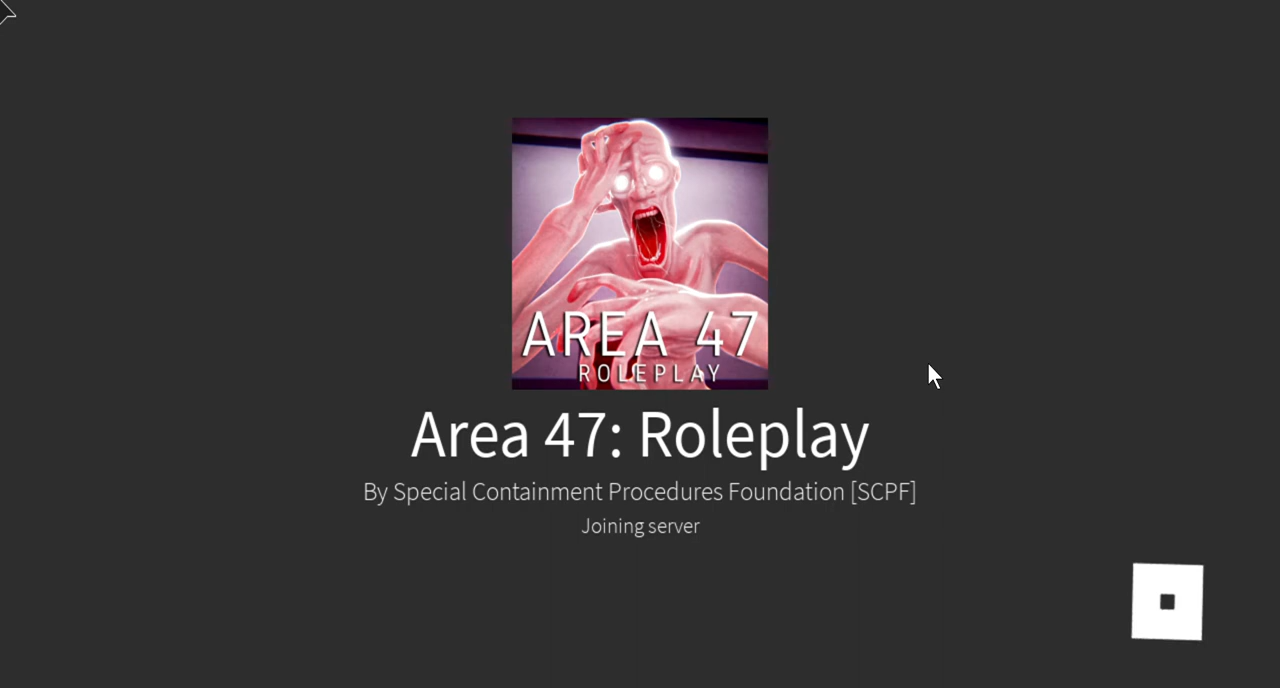 AREA 47
ROLEPLAY
Area 47: Roleplay
By Special Containment Procedures Foundation [SCPF]
Joining server